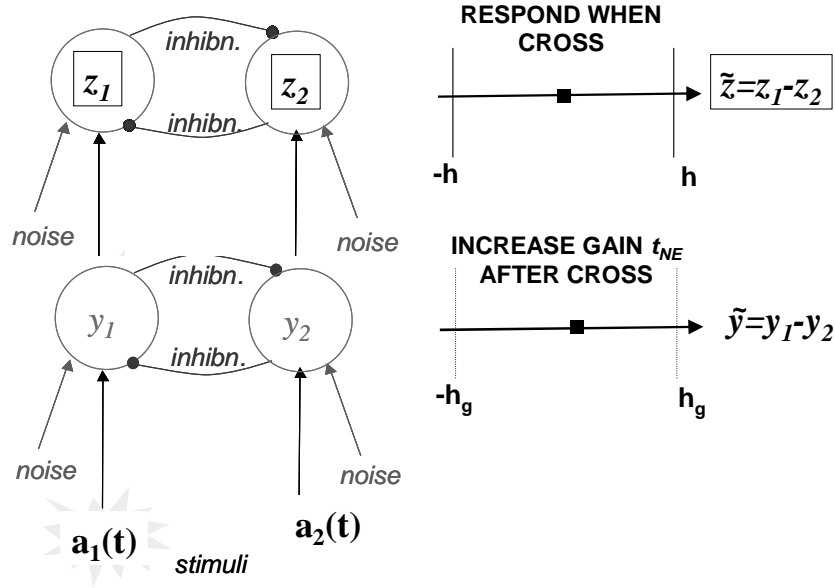 RESPOND WHEN
CROSS
inhibn.
z1
z2
z̃=z1-z2
inhibn.
-h
h
noise
noise
INCREASE GAIN tNE
AFTER CROSS
inhibn.
y1
y2
ỹ=y1-y2
inhibn.
-hg
hg
noise
noise
a1(t)
a2(t)
stimuli